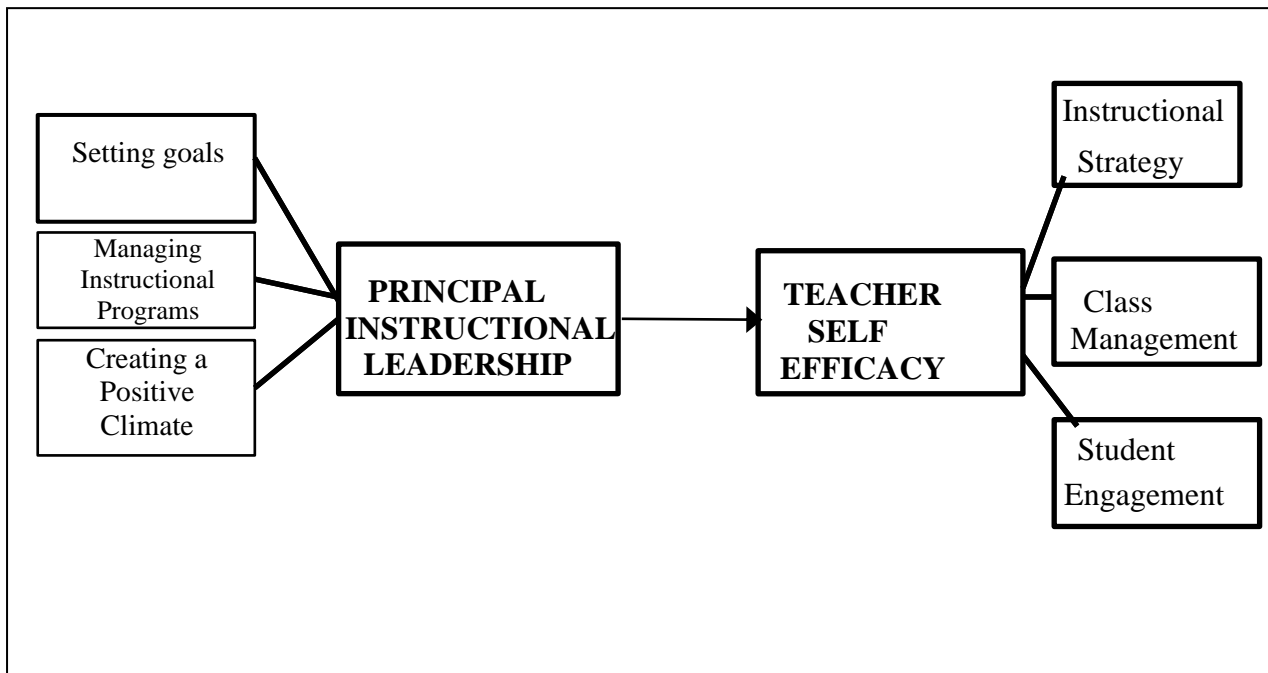 Setting goals
Managing
Instructional
Programs
Creating a
Positive
Climate
PRINCIPAL
INSTRUCTIONAL
LEADERSHIP
TEACHER
SELF
EFFICACY
Instructional
Strategy
Class
Management
Student
Engagement